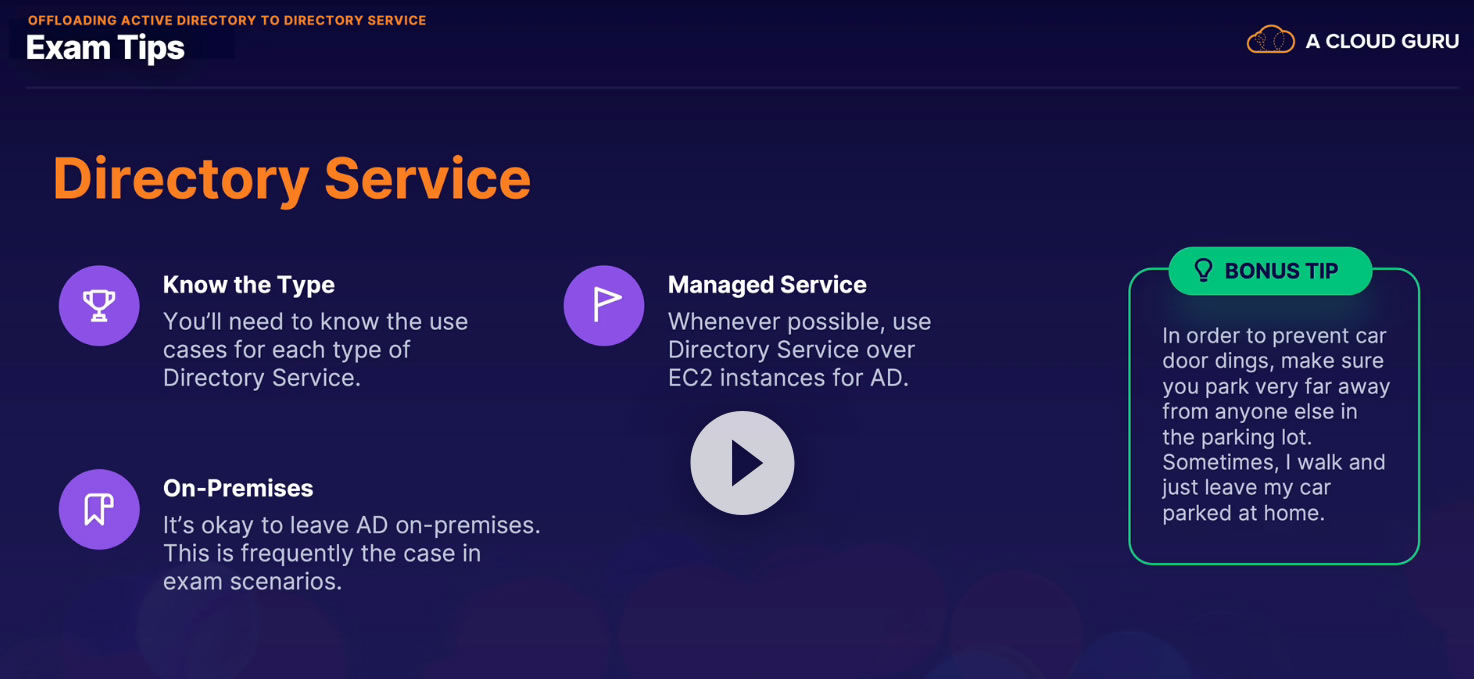 OFFLOADING ACTIVE DIRECTORY TO DIRECTORY SERVICE
Exam Tips
A CLOUD GURU
Directory Service
Know the Type
You'll need to know the use
cases for each type of
Directory Service.
Managed Service
Whenever possible, use
Directory Service over
EC2 instances for AD.
On-Premises
It's okay to leave AD on-premises.
This is frequently the case in
exam scenarios.
BONUS TIP
In order to prevent car
door dings, make sure
you park very far away
from anyone else in
the parking lot.
Sometimes, I walk and
just leave my car
parked at home.